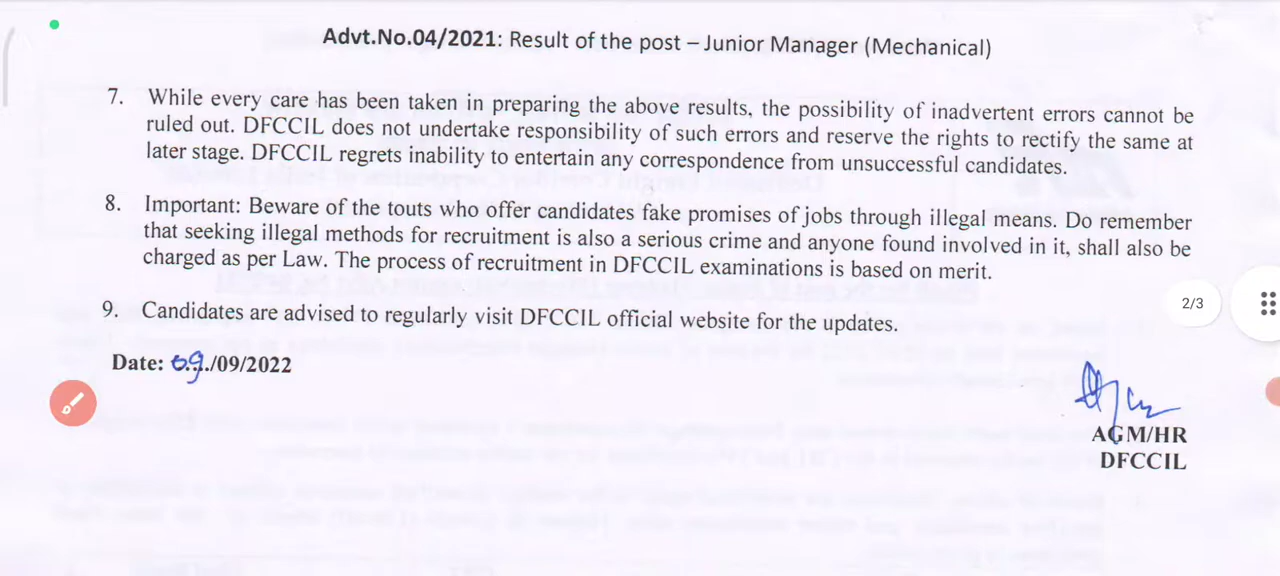 Advt.No.04/2021: Result of the post – Junior Manager (Mechanical)
7. While every care has been taken in preparing the above results, the possibility of inadvertent errors cannot be
ruled out. DFCCIL does not undertake responsibility of such errors and reserve the rights to rectify the same at
later stage. DFCCIL regrets inability to entertain any correspondence from unsuccessful candidates.
8. Important: Beware of the touts who offer candidates fake promises of jobs through illegal means. Do remember
that seeking illegal methods for recruitment is also a serious crime and anyone found involved in it, shall also be
charged as per Law. The process of recruitment in DFCCIL examinations is based on merit.
9. Candidates are advised to regularly visit DFCCIL official website for the updates.
2/3
Date: 09/09/2022
AGM/HR
DFCCIL